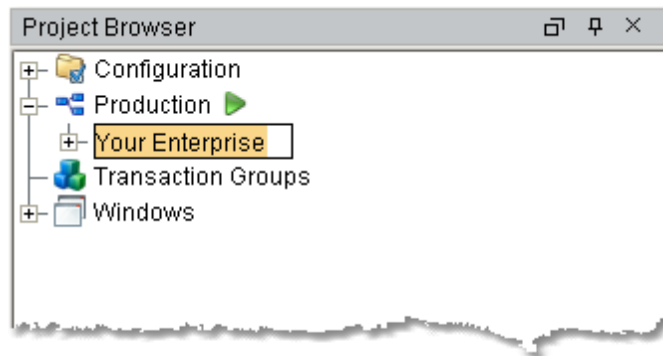 Project Browser
Configuration
Production
Your Enterprise
Transaction Groups
Windows